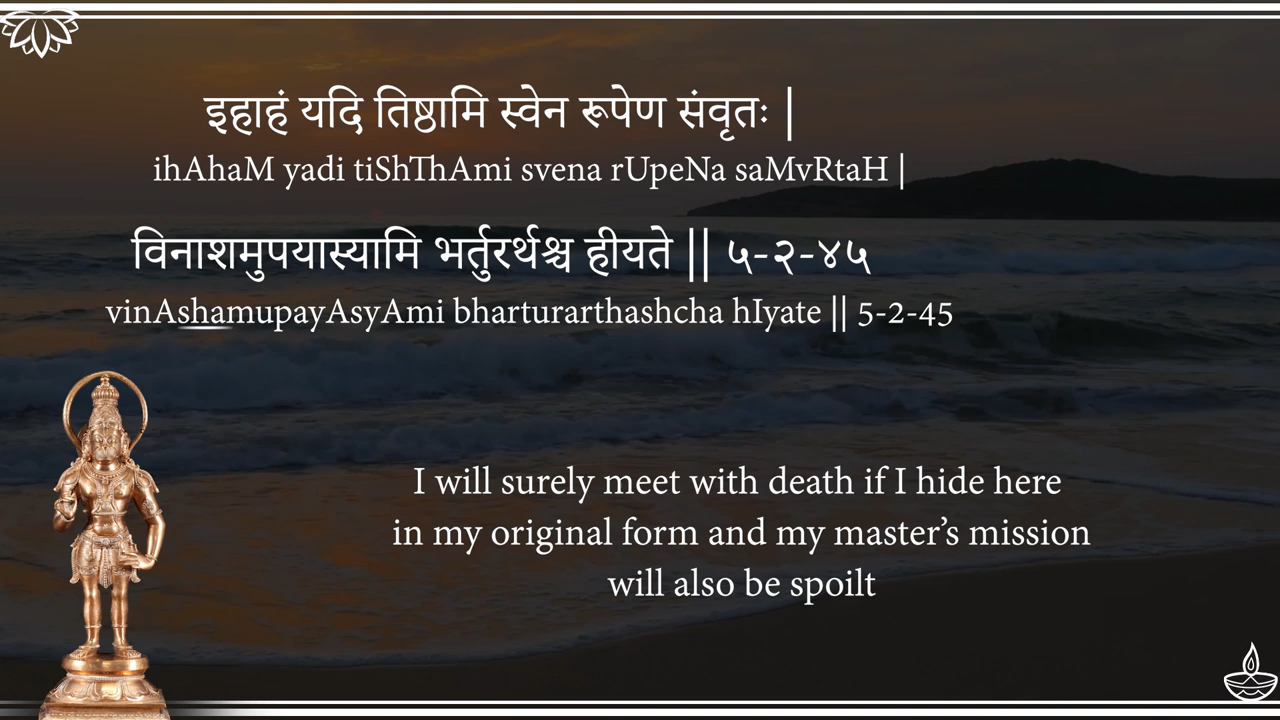 इहाहं यदि तिष्ठामि स्वेन रूपेण संवृतः |
ihAhaM yadi tiShThAmi svena rUpeNa saMvRtaH |
विनाशमुपयास्यामि भर्तुरर्थश्च हीयते || ५-२-४५
vinAshamupayAsyAmi bharturarthashcha hIyate || 5-2-45
I will surely meet with death if I hide here
in my original form and my master’s mission
will also be spoilt